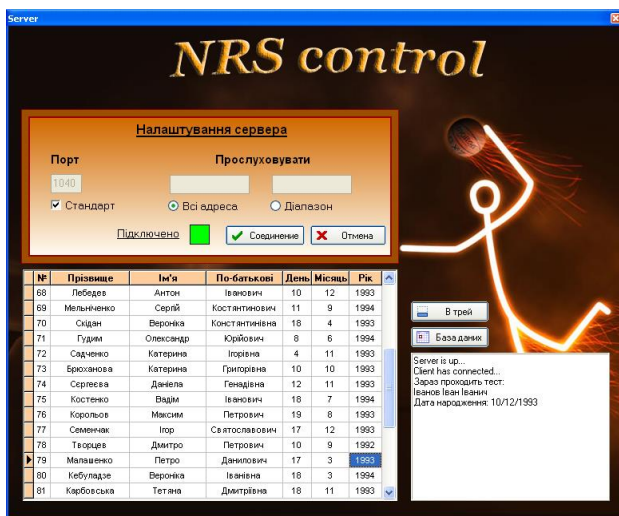 Server
NRS control
Налаштування сервера
Порт Прослуховувати
1040
Стандарт Всі адреса Діапазон
Підключено Соединение Отмена
№ Прізвище Ім'я По-батькові День Місяць Рік
68 Лебедев Антон Іванович 10 12 1993
69 Мельніченко Сергій Костянтинович 11 9 1994
70 Скідан Вероніка Константинівна 18 4 1993
71 Гудим Олександр Юрійович 8 6 1994
72 Садченко Катерина Ігорівна 4 11 1993
73 Брюханова Катерина Григорівна 10 10 1993
74 Сєргєєва Даніела Генадівна 12 11 1993
75 Костенко Вадім Іванович 18 7 1994
76 Корольов Максим Петрович 19 8 1993
77 Семенчак Ігор Святославович 17 12 1993
78 Творцев Дмитро Петрович 10 9 1992
79 Малашенко Петро Данилович 17 3 1993
80 Кебуладзе Вероніка Іванівна 18 3 1994
81 Карбовська Тетяна Дмитріївна 18 11 1993
В трей
База даних
Server is up...
Client has connected...
Зараз проходить тест:
Іванов Іван Іванич
Дата народження: 10/12/1993